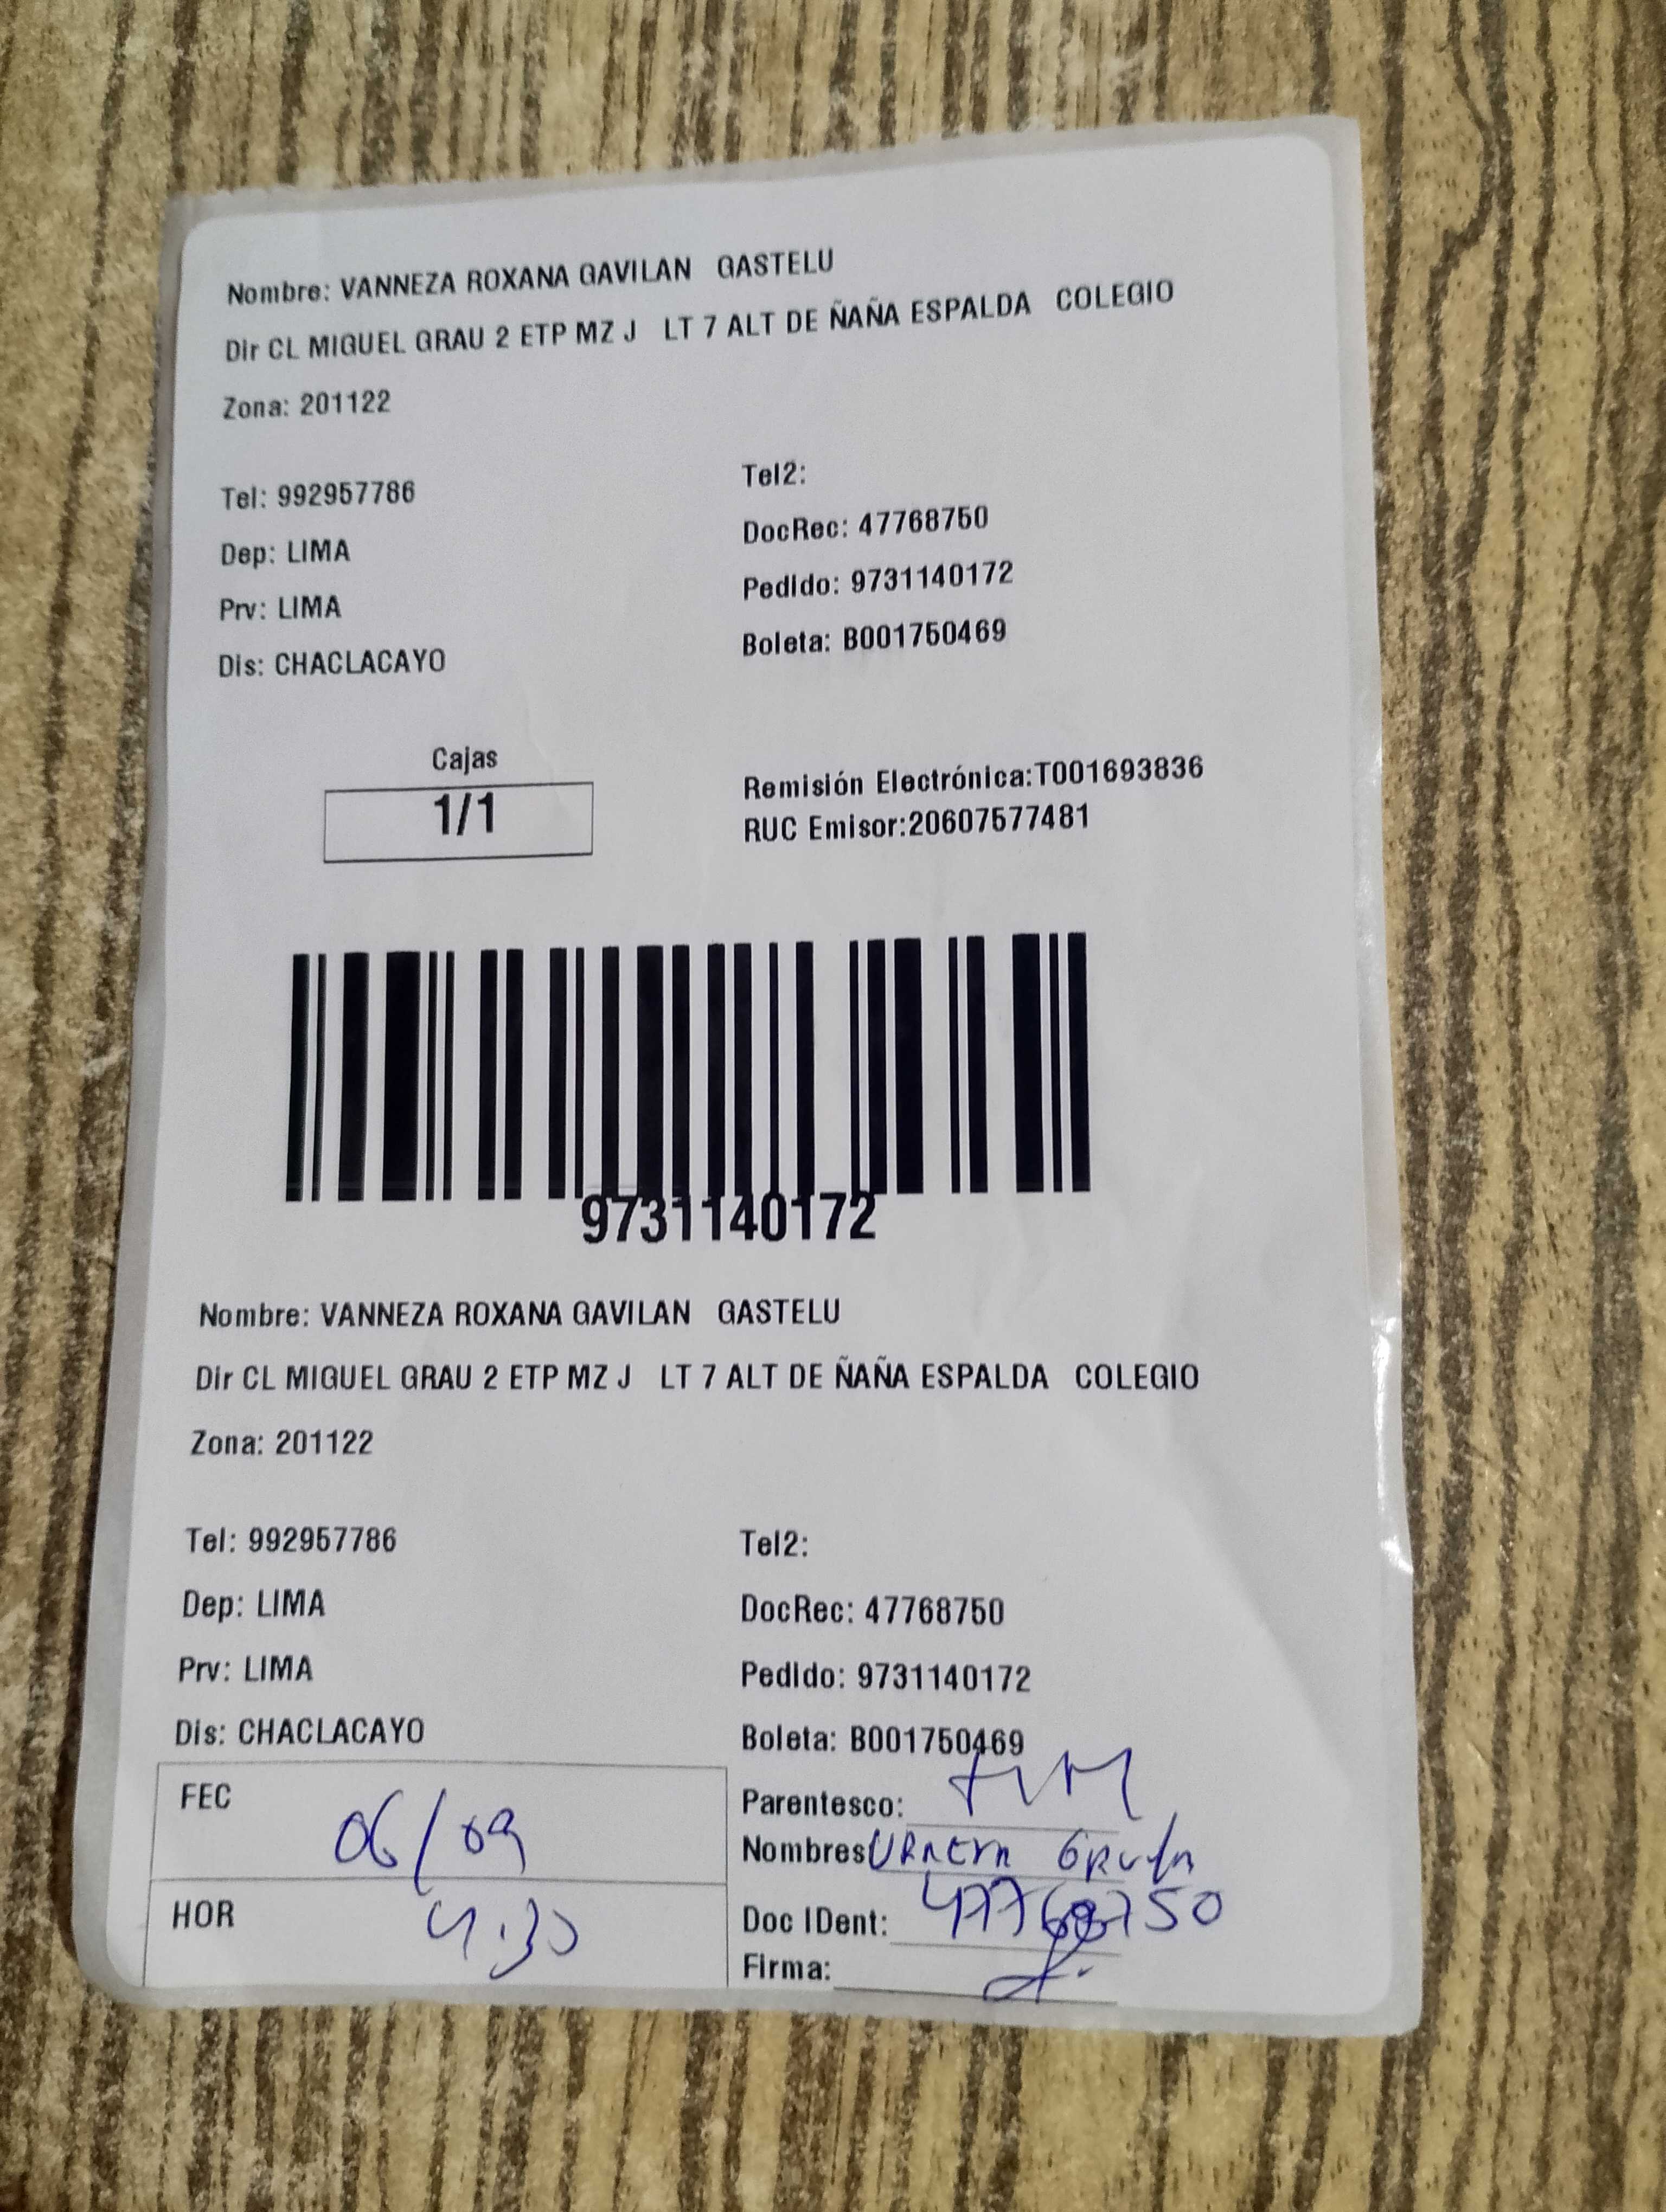 Nombre: VANNEZA ROXANA GAVILAN GASTELU
Dir CL MIGUEL GRAU 2 ETP MZ J LT 7 ALT DE ÑAÑA ESPALDA COLEGIO
Zona: 201122
Tel: 992957786
Tel2:
Dep: LIMA
DocRec: 47768750
Prv: LIMA
Pedido: 9731140172
Dis: CHACLACAYO
Boleta: B001750469
Cajas
1/1
Remisión Electrónica:T001693836
RUC Emisor:20607577481
9731140172
Nombre: VANNEZA ROXANA GAVILAN GASTELU
Dir CL MIGUEL GRAU 2 ETP MZ J LT 7 ALT DE ÑAÑA ESPALDA COLEGIO
Zona: 201122
Tel: 992957786
Tel2:
Dep: LIMA
DocRec: 47768750
Prv: LIMA
Pedido: 9731140172
Dis: CHACLACAYO
Boleta: B001750469
FEC 06/09
Parentesco:
Nombres
HOR 4:30
Doc IDent: 47768750
Firma: